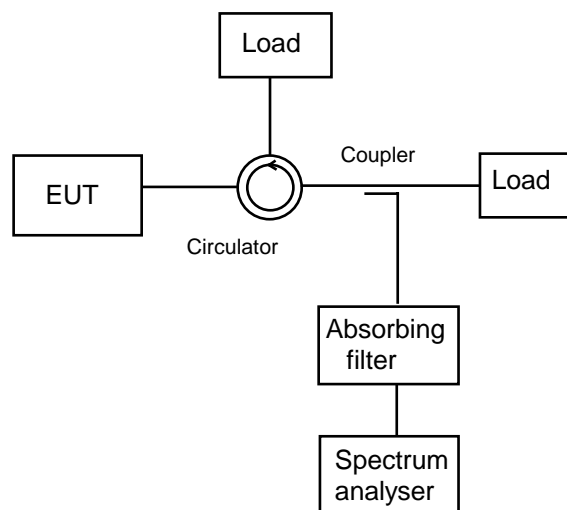 Load
Coupler
EUT
Load
Circulator
Absorbing
filter
Spectrum
analyser